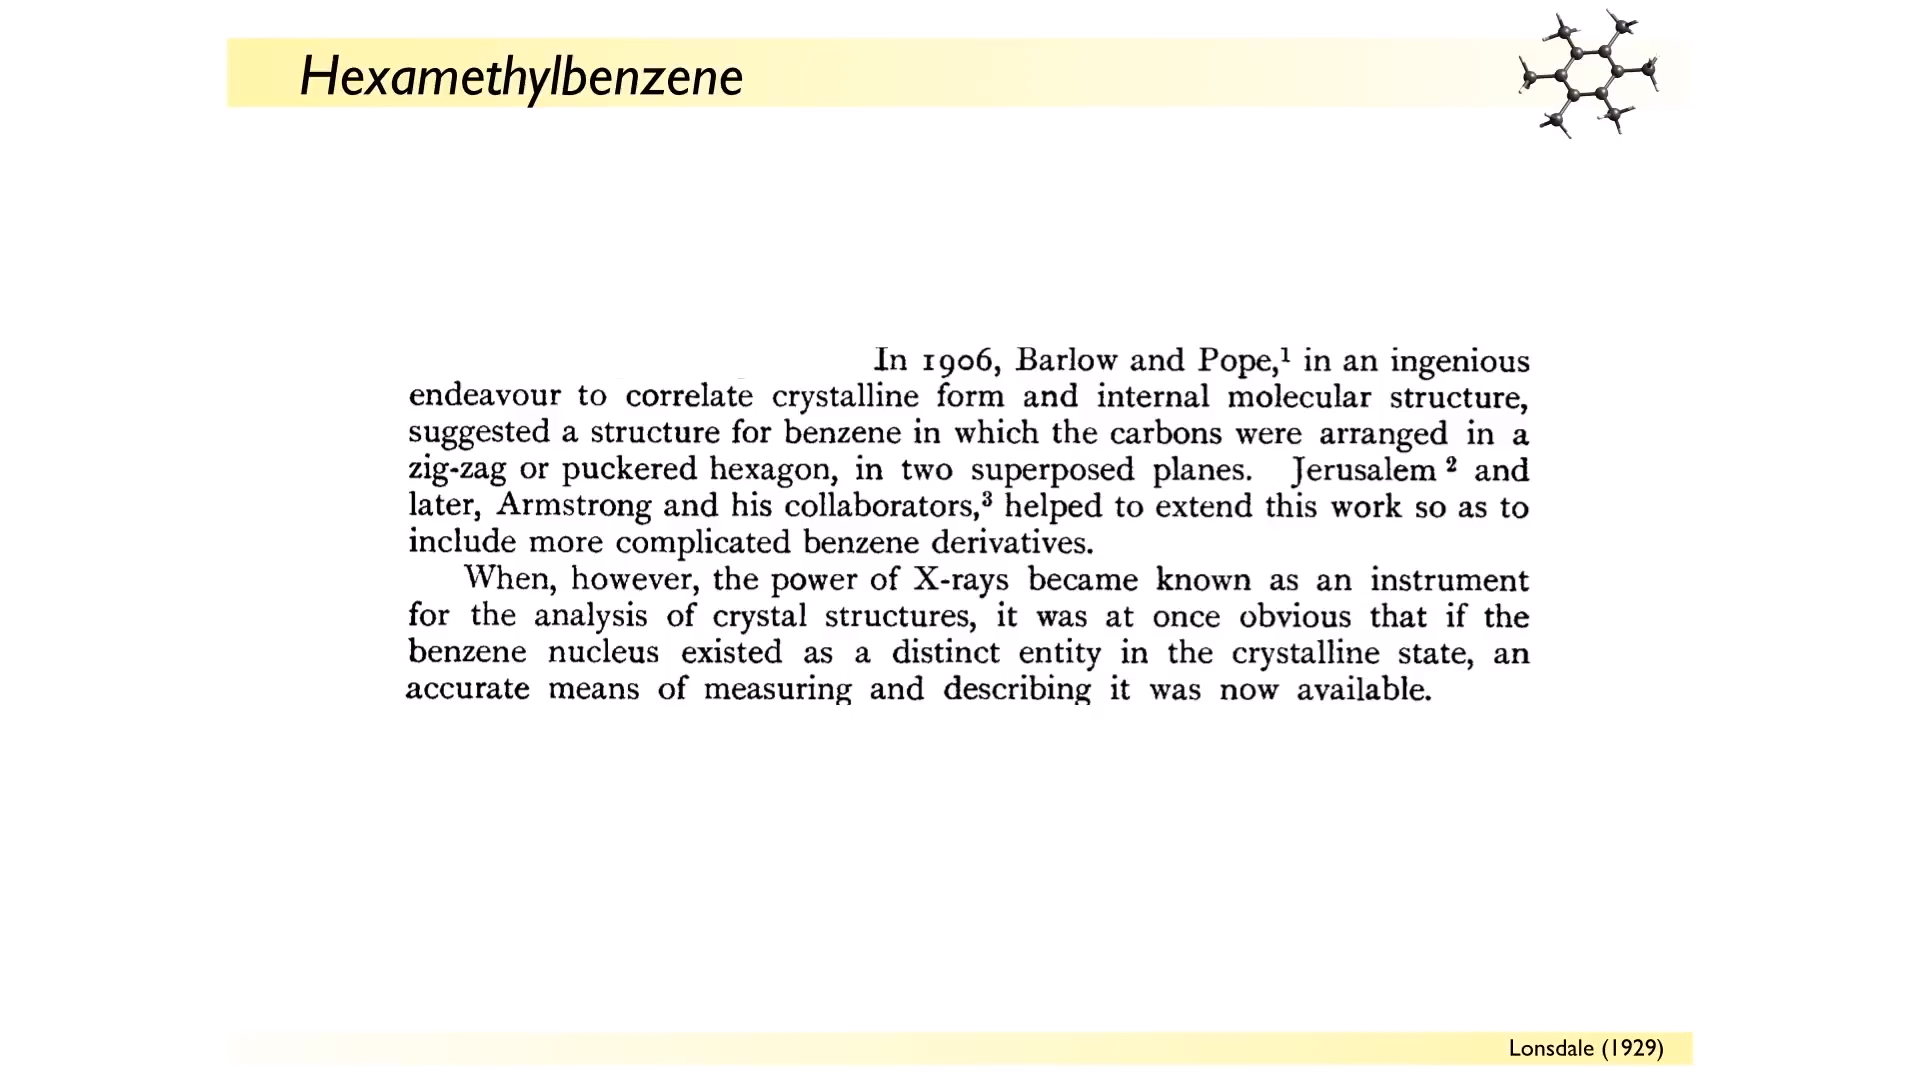 Hexamethylbenzene
In 1906, Barlow and Pope,¹ in an ingenious
endeavour to correlate crystalline form and internal molecular structure,
suggested a structure for benzene in which the carbons were arranged in a
zig-zag or puckered hexagon, in two superposed planes. Jerusalem ² and
later, Armstrong and his collaborators,³ helped to extend this work so as to
include more complicated benzene derivatives.
When, however, the power of X-rays became known as an instrument
for the analysis of crystal structures, it was at once obvious that if the
benzene nucleus existed as a distinct entity in the crystalline state, an
accurate means of measuring and describing it was now available.
Lonsdale (1929)